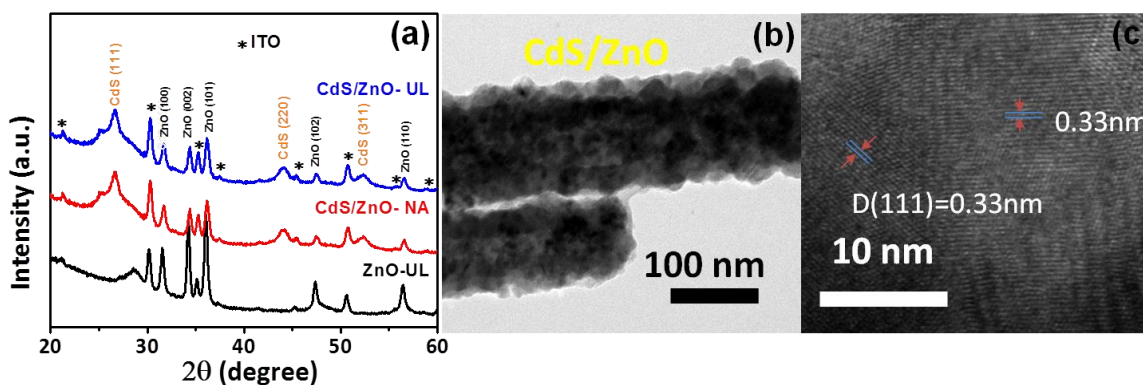 (a)
* ITO
CdS (111)
CdS/ZnO- UL
ZnO (100)
ZnO (002)
ZnO (101)
CdS (220)
ZnO (102)
CdS (311)
ZnO (110)
CdS/ZnO- NA
ZnO-UL
Intensity (a.u.)
20 30 40 50 60
2θ (degree)
(b)
CdS/ZnO
100 nm
(c)
0.33nm
D(111)=0.33nm
10 nm